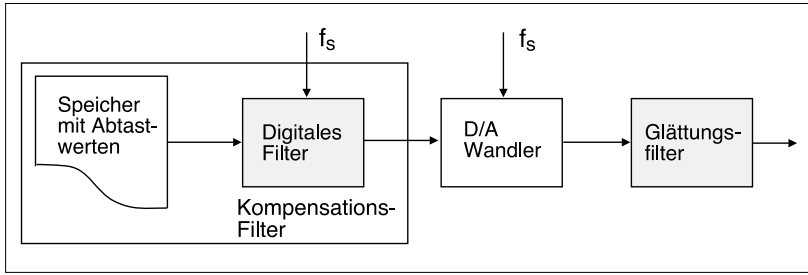 f_s
f_s
Speicher
mit Abtast-
werten
Digitales
Filter
D/A
Wandler
Glättungs-
filter
Kompensations-
Filter